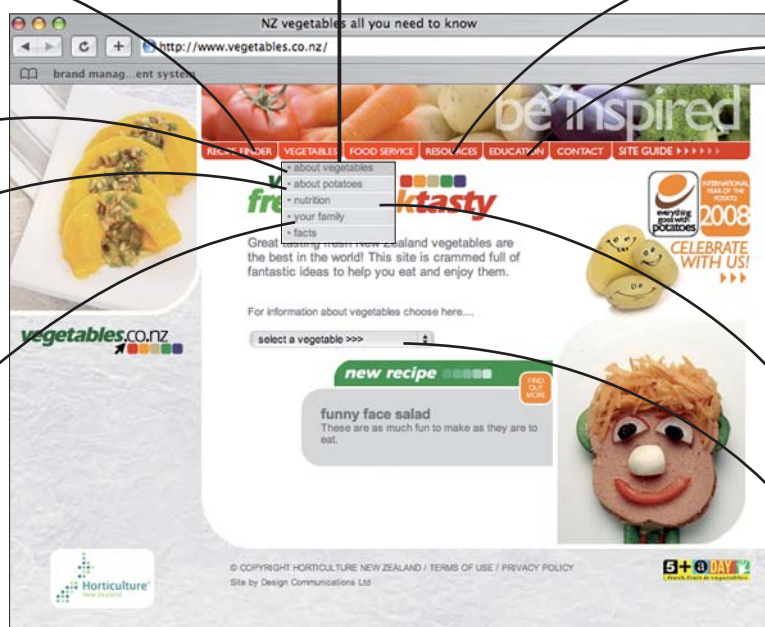 NZ vegetables all you need to know
http://www.vegetables.co.nz/
brand manag...ent system
be inspired
RECIPE FINDER VEGETABLES FOOD SERVICE RESOURCES EDUCATION CONTACT SITE GUIDE
• about vegetables
• about potatoes
• nutrition
• your family
• facts
tasty
everything goes with
potatoes
INTERNATIONAL
YEAR OF THE
POTATO
2008
CELEBRATE
WITH US!
Great tasting fresh New Zealand vegetables are
the best in the world! This site is crammed full of
fantastic ideas to help you eat and enjoy them.
For information about vegetables choose here....
select a vegetable >>>
vegetables.co.nz
new recipe
FIND
OUT
MORE
funny face salad
These are as much fun to make as they are to
eat.
Horticulture
New Zealand
© COPYRIGHT HORTICULTURE NEW ZEALAND / TERMS OF USE / PRIVACY POLICY
Site by Design Communications Ltd
5+ a DAY
fresh fruit & vegetables